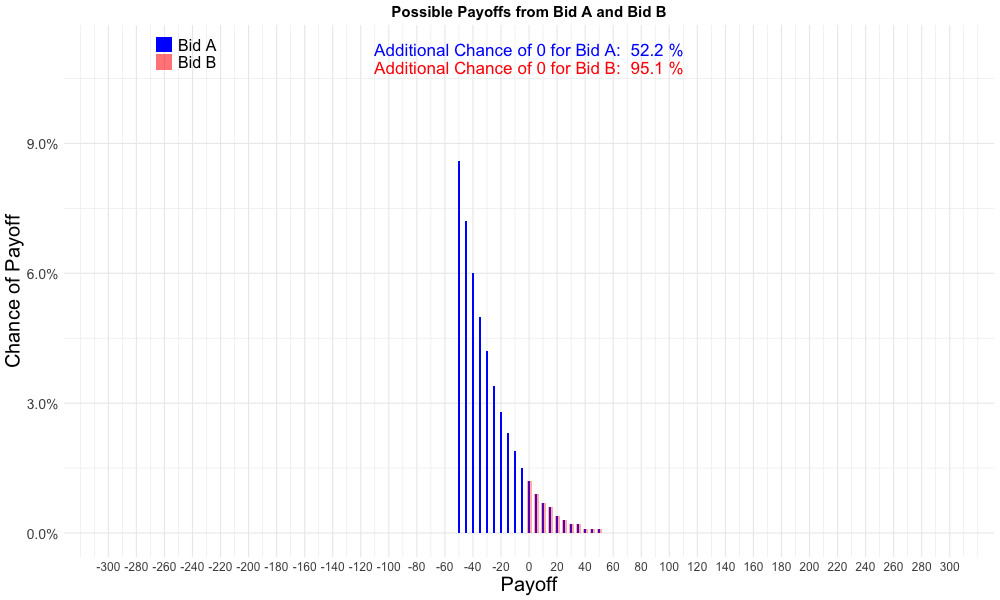 Possible Payoffs from Bid A and Bid B
Bid A
Bid B
Additional Chance of 0 for Bid A:  52.2 %
Additional Chance of 0 for Bid B:  95.1 %
Chance of Payoff
9.0%
6.0%
3.0%
0.0%
-300 -280 -260 -240 -220 -200 -180 -160 -140 -120 -100 -80 -60 -40 -20 0 20 40 60 80 100 120 140 160 180 200 220 240 260 280 300
Payoff